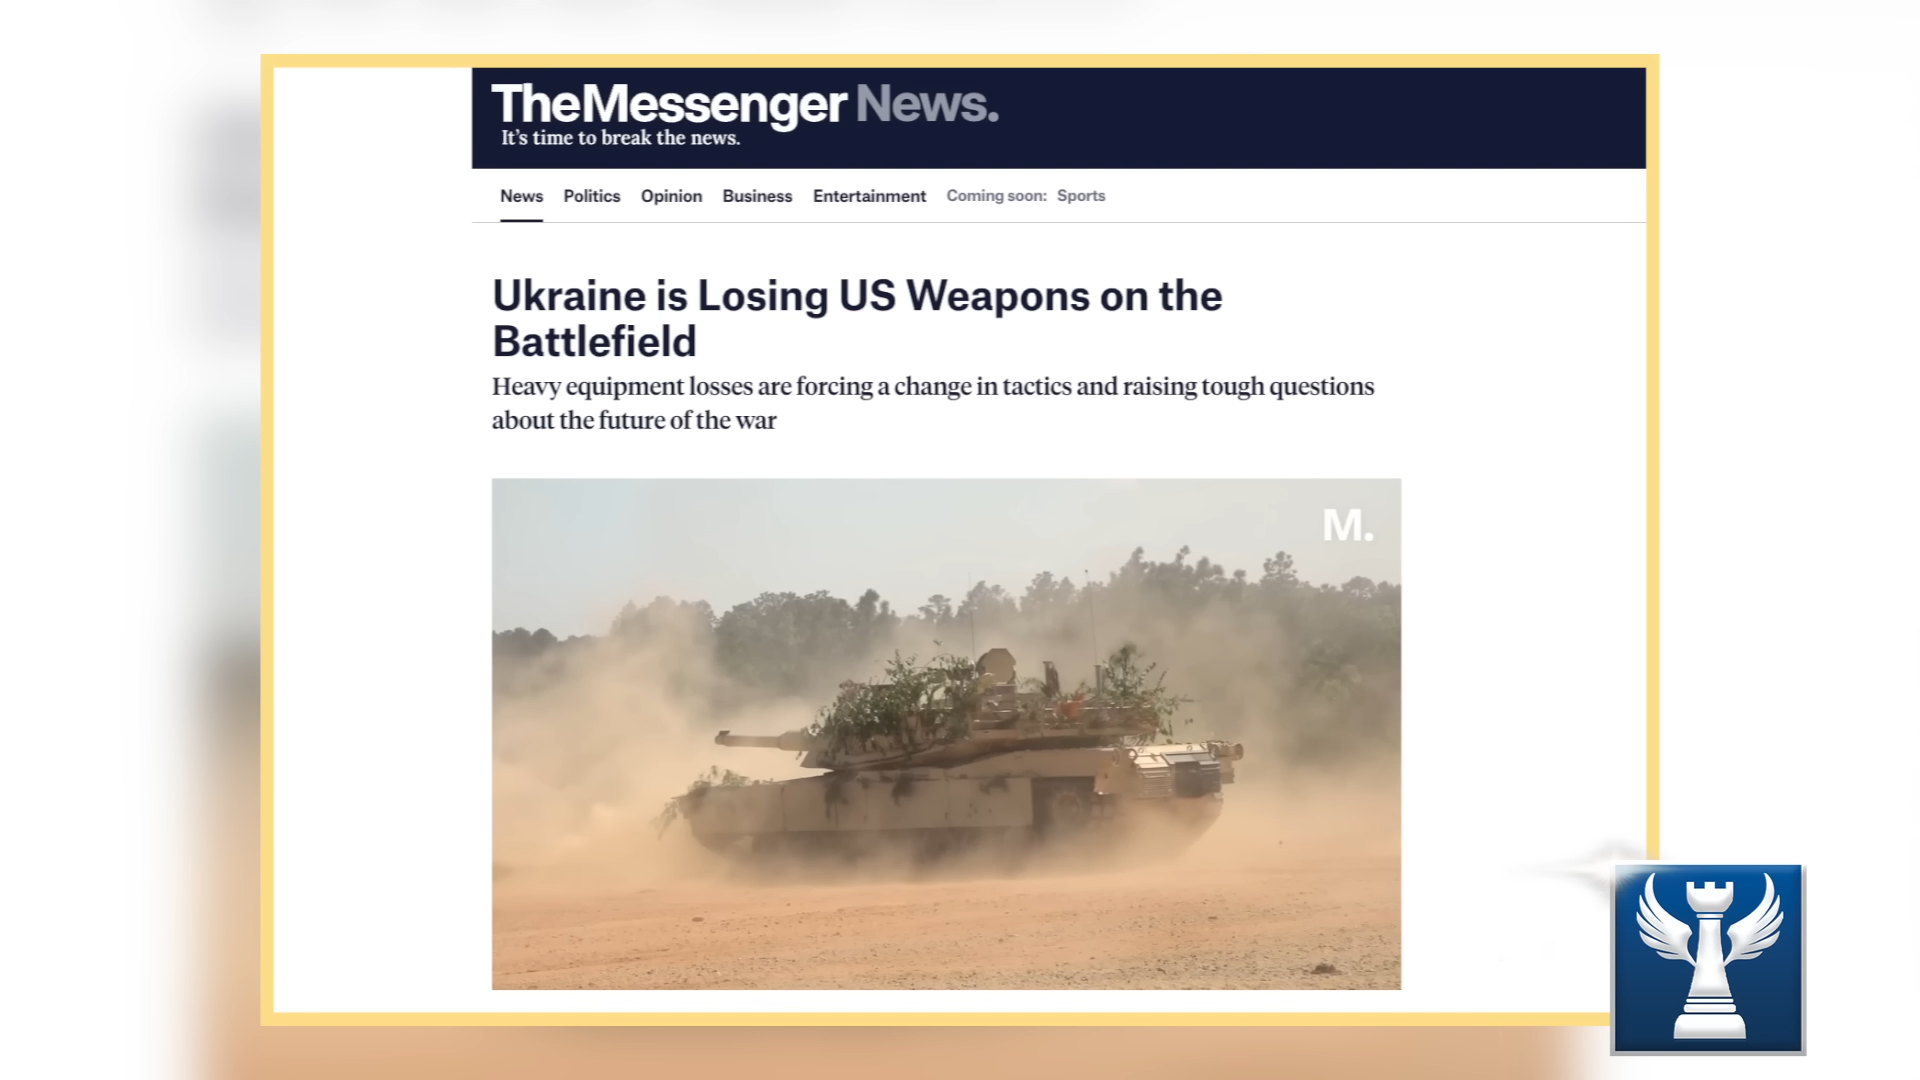 TheMessenger News.
It's time to break the news.
News Politics Opinion Business Entertainment Coming soon: Sports
Ukraine is Losing US Weapons on the
Battlefield
Heavy equipment losses are forcing a change in tactics and raising tough questions
about the future of the war
M.